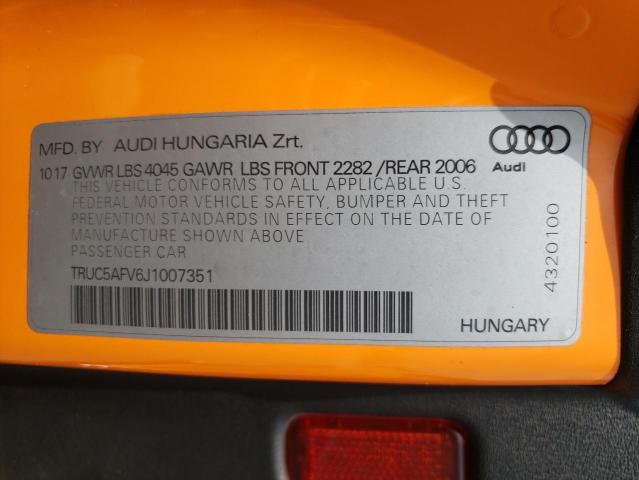 MFD. BY AUDI HUNGARIA Zrt.
Audi
10 17 GVWR LBS 4045 GAWR LBS FRONT 2282 /REAR 2006
THIS VEHICLE CONFORMS TO ALL APPLICABLE U.S.
FEDERAL MOTOR VEHICLE SAFETY, BUMPER AND THEFT
PREVENTION STANDARDS IN EFFECT ON THE DATE OF
MANUFACTURE SHOWN ABOVE
PASSENGER CAR
TRUC5AFV6J1007351
4320100
HUNGARY